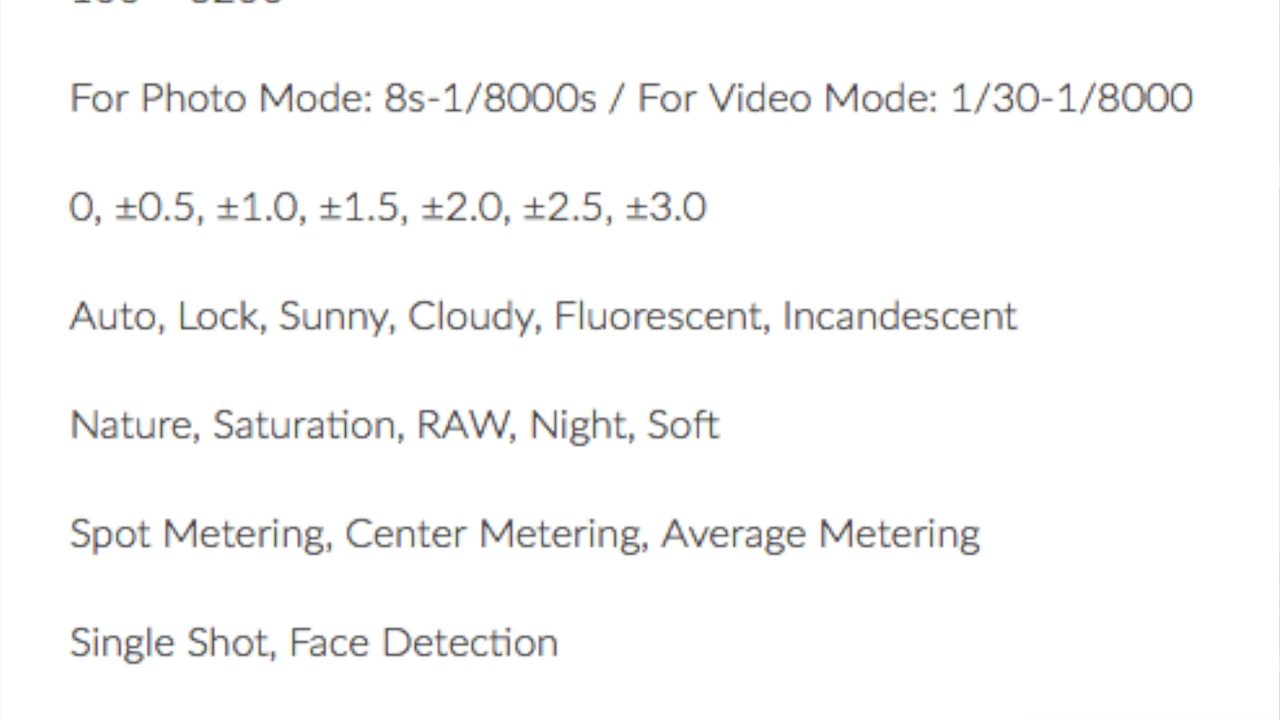 For Photo Mode: 8s-1/8000s / For Video Mode: 1/30-1/8000
0, ±0.5, ±1.0, ±1.5, ±2.0, ±2.5, ±3.0
Auto, Lock, Sunny, Cloudy, Fluorescent, Incandescent
Nature, Saturation, RAW, Night, Soft
Spot Metering, Center Metering, Average Metering
Single Shot, Face Detection